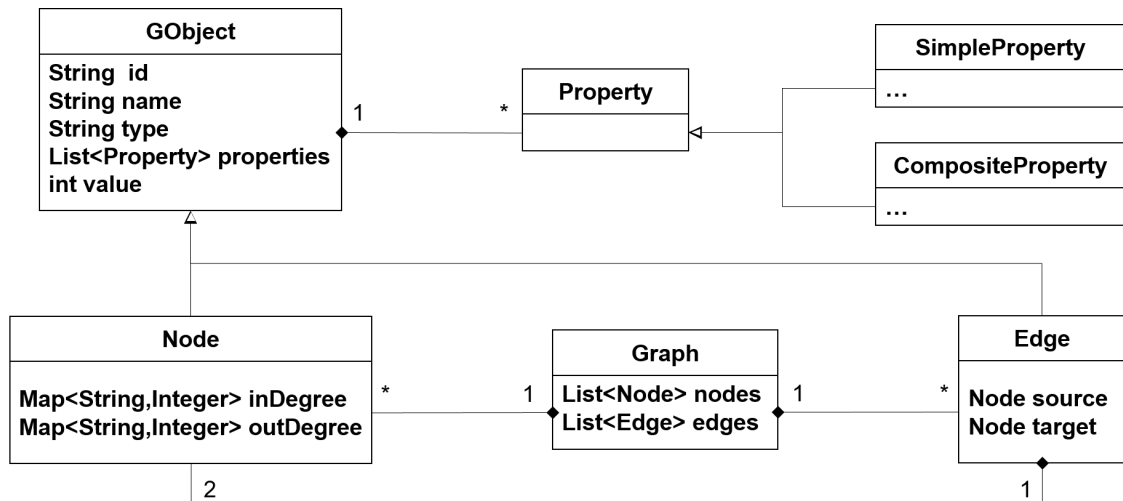 GObject
String id
String name
String type
List<Property> properties
int value
1
*
Property
SimpleProperty
...
CompositeProperty
...
Node
Map<String,Integer> inDegree
Map<String,Integer> outDegree
*
1
Graph
List<Node> nodes
List<Edge> edges
1
*
Edge
Node source
Node target
2
1